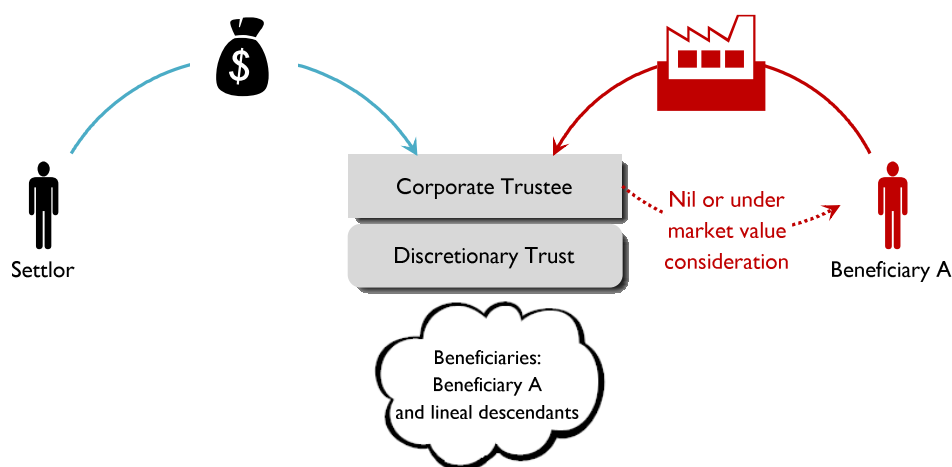 $
Corporate Trustee
Discretionary Trust
Settlor
Nil or under
market value
consideration
Beneficiary A
Beneficiaries:
Beneficiary A
and lineal descendants